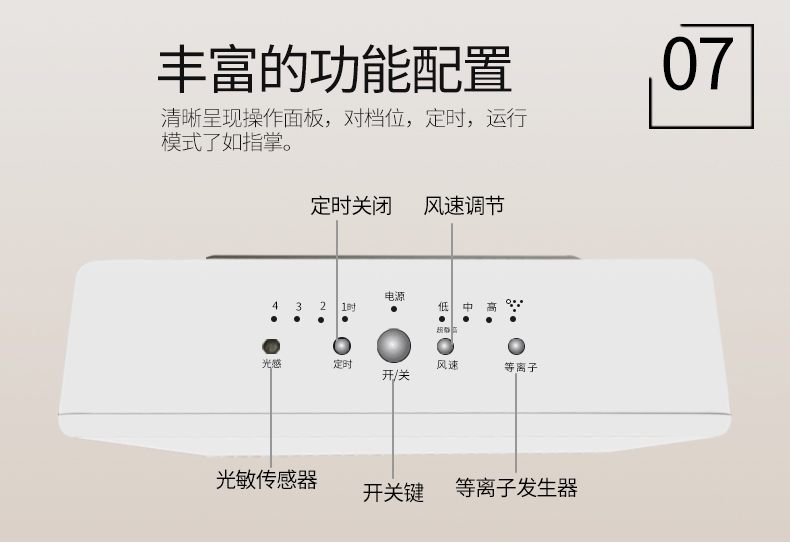 丰富的功能配置
07
清晰呈现操作面板，对档位，定时，运行
模式了如指掌。
定时关闭
风速调节
电源
4 3 2 1时
低 中 高
超静音
光感
定时
开/关
风速
等离子
光敏传感器
开关键
等离子发生器